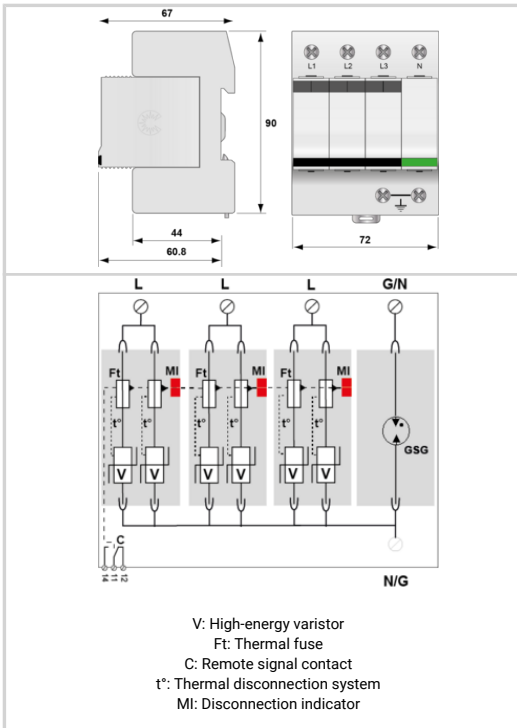 67
L1 L2 L3 N
90
44
60.8
72
L L L G/N
Ft MI Ft MI Ft MI
t° t° t° t° t° t°
GSG
V V V V V V
C
14 11 12
N/G
V: High-energy varistor
Ft: Thermal fuse
C: Remote signal contact
t°: Thermal disconnection system
MI: Disconnection indicator